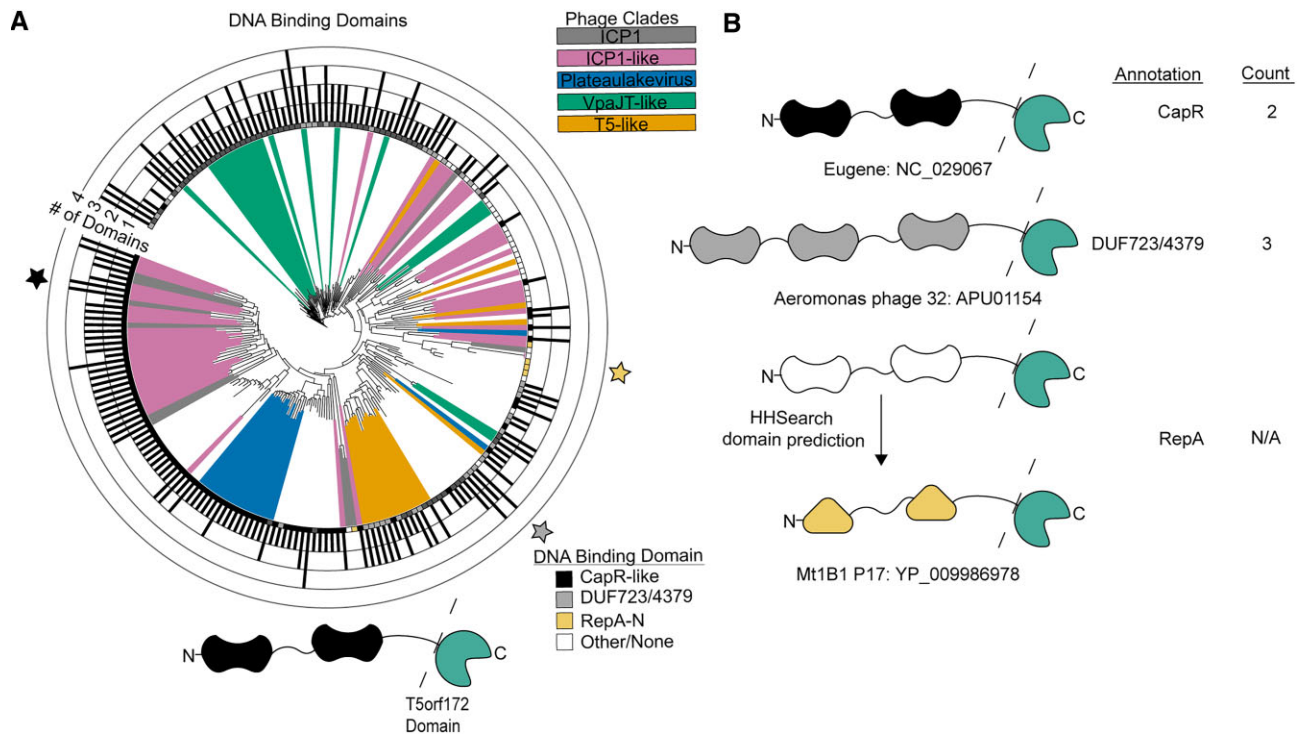 A
DNA Binding Domains
Phage Clades
ICP1
ICP1-like
Plateaulakevirus
VpaJT-like
T5-like
4
3
2
1
# of Domains
DNA Binding Domain
CapR-like
DUF723/4379
RepA-N
Other/None
N
C
T5orf172
Domain
B
Annotation Count
N C CapR 2
Eugene: NC_029067
N C DUF723/4379 3
Aeromonas phage 32: APU01154
N C
HHSearch
domain prediction
RepA N/A
N C
Mt1B1 P17: YP_009986978